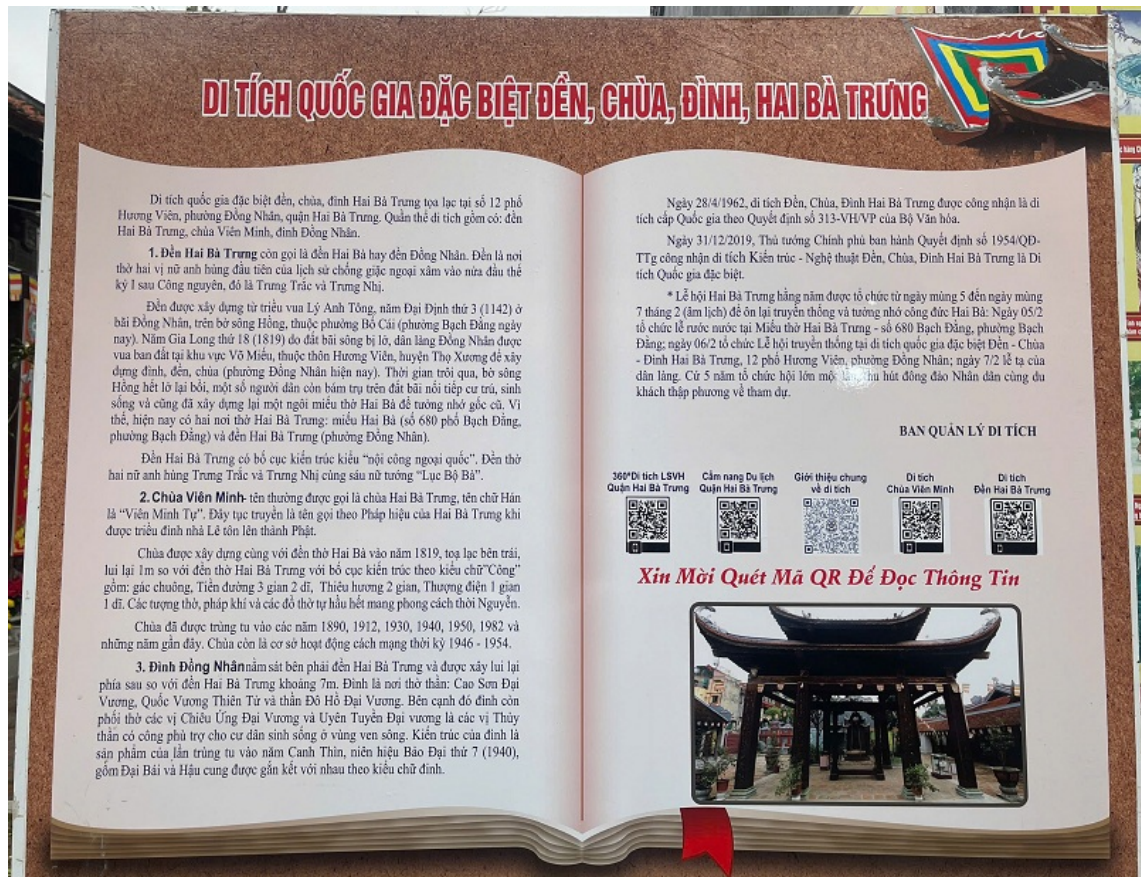 DI TÍCH QUỐC GIA ĐẶC BIỆT ĐỀN, CHÙA, ĐÌNH, HAI BÀ TRƯNG
Di tích quốc gia đặc biệt đền, chùa, đình Hai Bà Trưng tọa lạc tại số 12 phố
Hương Viên, phường Đồng Nhân, quận Hai Bà Trưng. Quần thể di tích gồm có: đền
Hai Bà Trưng, chùa Viên Minh, đình Đồng Nhân.
1. Đền Hai Bà Trưng còn gọi là đền Hai Bà hay đền Đồng Nhân. Đền là nơi
thờ hai vị nữ anh hùng đầu tiên của lịch sử chống giặc ngoại xâm vào nửa đầu thế
kỷ I sau Công nguyên, đó là Trưng Trắc và Trưng Nhị.
Đền được xây dựng từ triều vua Lý Anh Tông, năm Đại Định thứ 3 (1142) ở
bãi Đồng Nhân, trên bờ sông Hồng, thuộc phường Bố Cái (phường Bạch Đằng ngày
nay). Năm Gia Long thứ 18 (1819) do đất bãi sông bị lở, dân làng Đồng Nhân được
vua ban đất tại khu vực Võ Miếu, thuộc thôn Hương Viên, huyện Thọ Xương để xây
dựng đình, đền, chùa (phường Đồng Nhân hiện nay). Thời gian trôi qua, bờ sông
Hồng hết lở lại bồi, một số người dân còn bám trụ trên đất bãi nổi tiếp cư trú, sinh
sống và cũng đã xây dựng lại một ngôi miếu thờ Hai Bà để tưởng nhớ gốc cũ. Vì
thế, hiện nay có hai nơi thờ Hai Bà Trưng: miếu Hai Bà (số 680 phố Bạch Đằng,
phường Bạch Đằng) và đền Hai Bà Trưng (phường Đồng Nhân).
Đền Hai Bà Trưng có bố cục kiến trúc kiểu “nội công ngoại quốc”. Đền thờ
hai nữ anh hùng Trưng Trắc và Trưng Nhị cùng sáu nữ tướng “Lục Bộ Bà”.
2. Chùa Viên Minh- tên thường được gọi là chùa Hai Bà Trưng, tên chữ Hán
là “Viên Minh Tự”. Đây tục truyền là tên gọi theo Pháp hiệu của Hai Bà Trưng khi
được triều đình nhà Lê tôn lên thành Phật.
Chùa được xây dựng cùng với đền thờ Hai Bà vào năm 1819, tọa lạc bên trái,
lui lại 1m so với đền thờ Hai Bà Trưng với bố cục kiến trúc theo kiểu chữ”Công”
gồm: gác chuông, Tiền đường 3 gian 2 dĩ, Thiêu hương 2 gian, Thượng điện 1 gian
1 dĩ. Các tượng thờ, pháp khí và các đồ thờ tự hầu hết mang phong cách thời Nguyễn.
Chùa đã được trùng tu vào các năm 1890, 1912, 1930, 1940, 1950, 1982 và
những năm gần đây. Chùa còn là cơ sở hoạt động cách mạng thời kỳ 1946 - 1954.
3. Đình Đồng Nhân nằm sát bên phải đền Hai Bà Trưng và được xây lui lại
phía sau so với đền Hai Bà Trưng khoảng 7m. Đình là nơi thờ thần: Cao Sơn Đại
Vương, Quốc Vương Thiên Tử và thần Đô Hồ Đại Vương. Bên cạnh đó đình còn
phối thờ các vị Chiêu Ứng Đại Vương và Uyên Tuyền Đại vương là các vị Thủy
thần có công phù trợ cho cư dân sinh sống ở vùng ven sông. Kiến trúc của đình là
sản phẩm của lần trùng tu vào năm Canh Thìn, niên hiệu Bảo Đại thứ 7 (1940),
gồm Đại Bái và Hậu cung được gắn kết với nhau theo kiểu chữ đinh.
Ngày 28/4/1962, di tích Đền, Chùa, Đình Hai Bà Trưng được công nhận là di
tích cấp Quốc gia theo Quyết định số 313-VH/VP của Bộ Văn hóa.
Ngày 31/12/2019, Thủ tướng Chính phủ ban hành Quyết định số 1954/QĐ-
TTg công nhận di tích Kiến trúc - Nghệ thuật Đền, Chùa, Đình Hai Bà Trưng là Di
tích Quốc gia đặc biệt.
* Lễ hội Hai Bà Trưng hằng năm được tổ chức từ ngày mùng 5 đến ngày mùng
7 tháng 2 (âm lịch) để ôn lại truyền thống và tưởng nhớ công đức Hai Bà: Ngày 05/2
tổ chức lễ rước nước tại Miếu thờ Hai Bà Trưng - số 680 Bạch Đằng, phường Bạch
Đằng; ngày 06/2 tổ chức Lễ hội truyền thống tại di tích quốc gia đặc biệt Đền - Chùa
- Đình Hai Bà Trưng, 12 phố Hương Viên, phường Đồng Nhân; ngày 7/2 lễ tạ của
dân làng. Cứ 5 năm tổ chức hội lớn một thu hút đông đảo Nhân dân cùng du
khách thập phương về tham dự.
BAN QUẢN LÝ DI TÍCH
360° Di tích LSVH
Quận Hai Bà Trưng
Cẩm nang Du lịch
Quận Hai Bà Trưng
Giới thiệu chung
về di tích
Di tích
Chùa Viên Minh
Di tích
Đền Hai Bà Trưng
Xin Mời Quét Mã QR Để Đọc Thông Tin